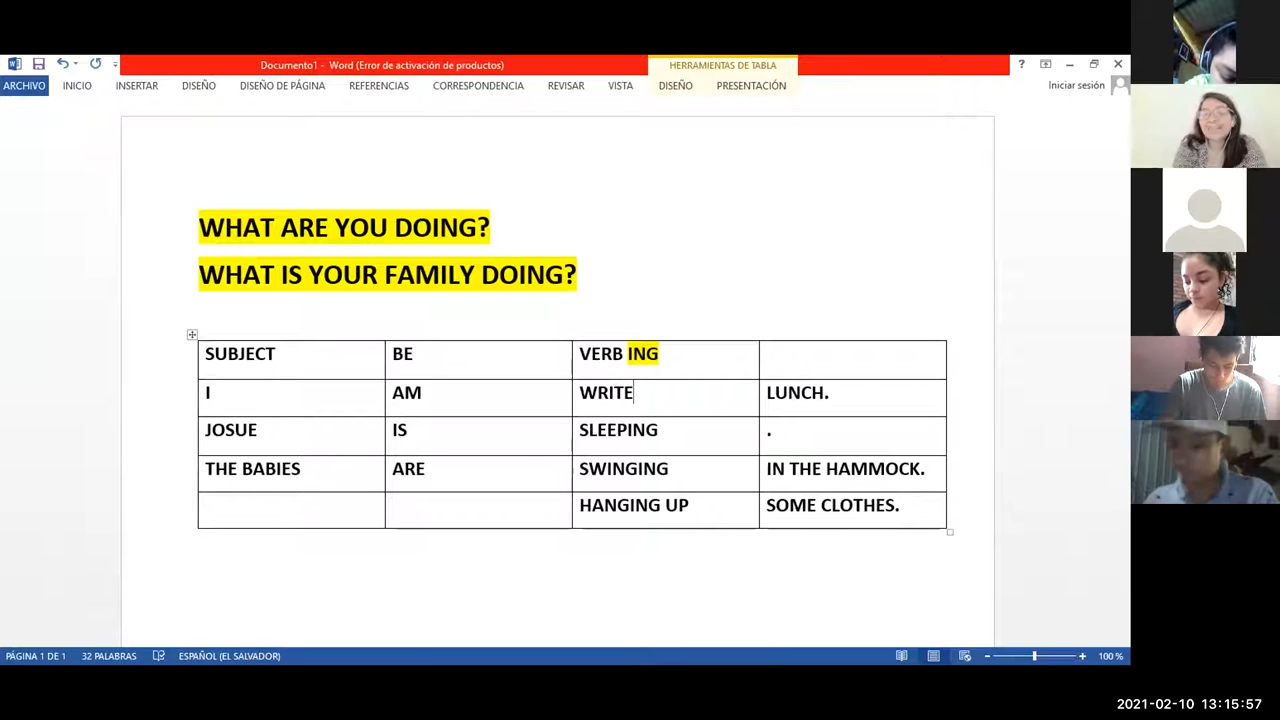 Documento1 - Word (Error de activación de productos)
HERRAMIENTAS DE TABLA
ARCHIVO INICIO INSERTAR DISEÑO DISEÑO DE PÁGINA REFERENCIAS CORRESPONDENCIA REVISAR VISTA DISEÑO PRESENTACIÓN Iniciar sesión
WHAT ARE YOU DOING?
WHAT IS YOUR FAMILY DOING?
SUBJECT BE VERB ING
I AM WRITE LUNCH.
JOSUE IS SLEEPING .
THE BABIES ARE SWINGING IN THE HAMMOCK.
HANGING UP SOME CLOTHES.
PÁGINA 1 DE 1 32 PALABRAS ESPAÑOL (EL SALVADOR) 100 %
2021-02-10 13:15:57